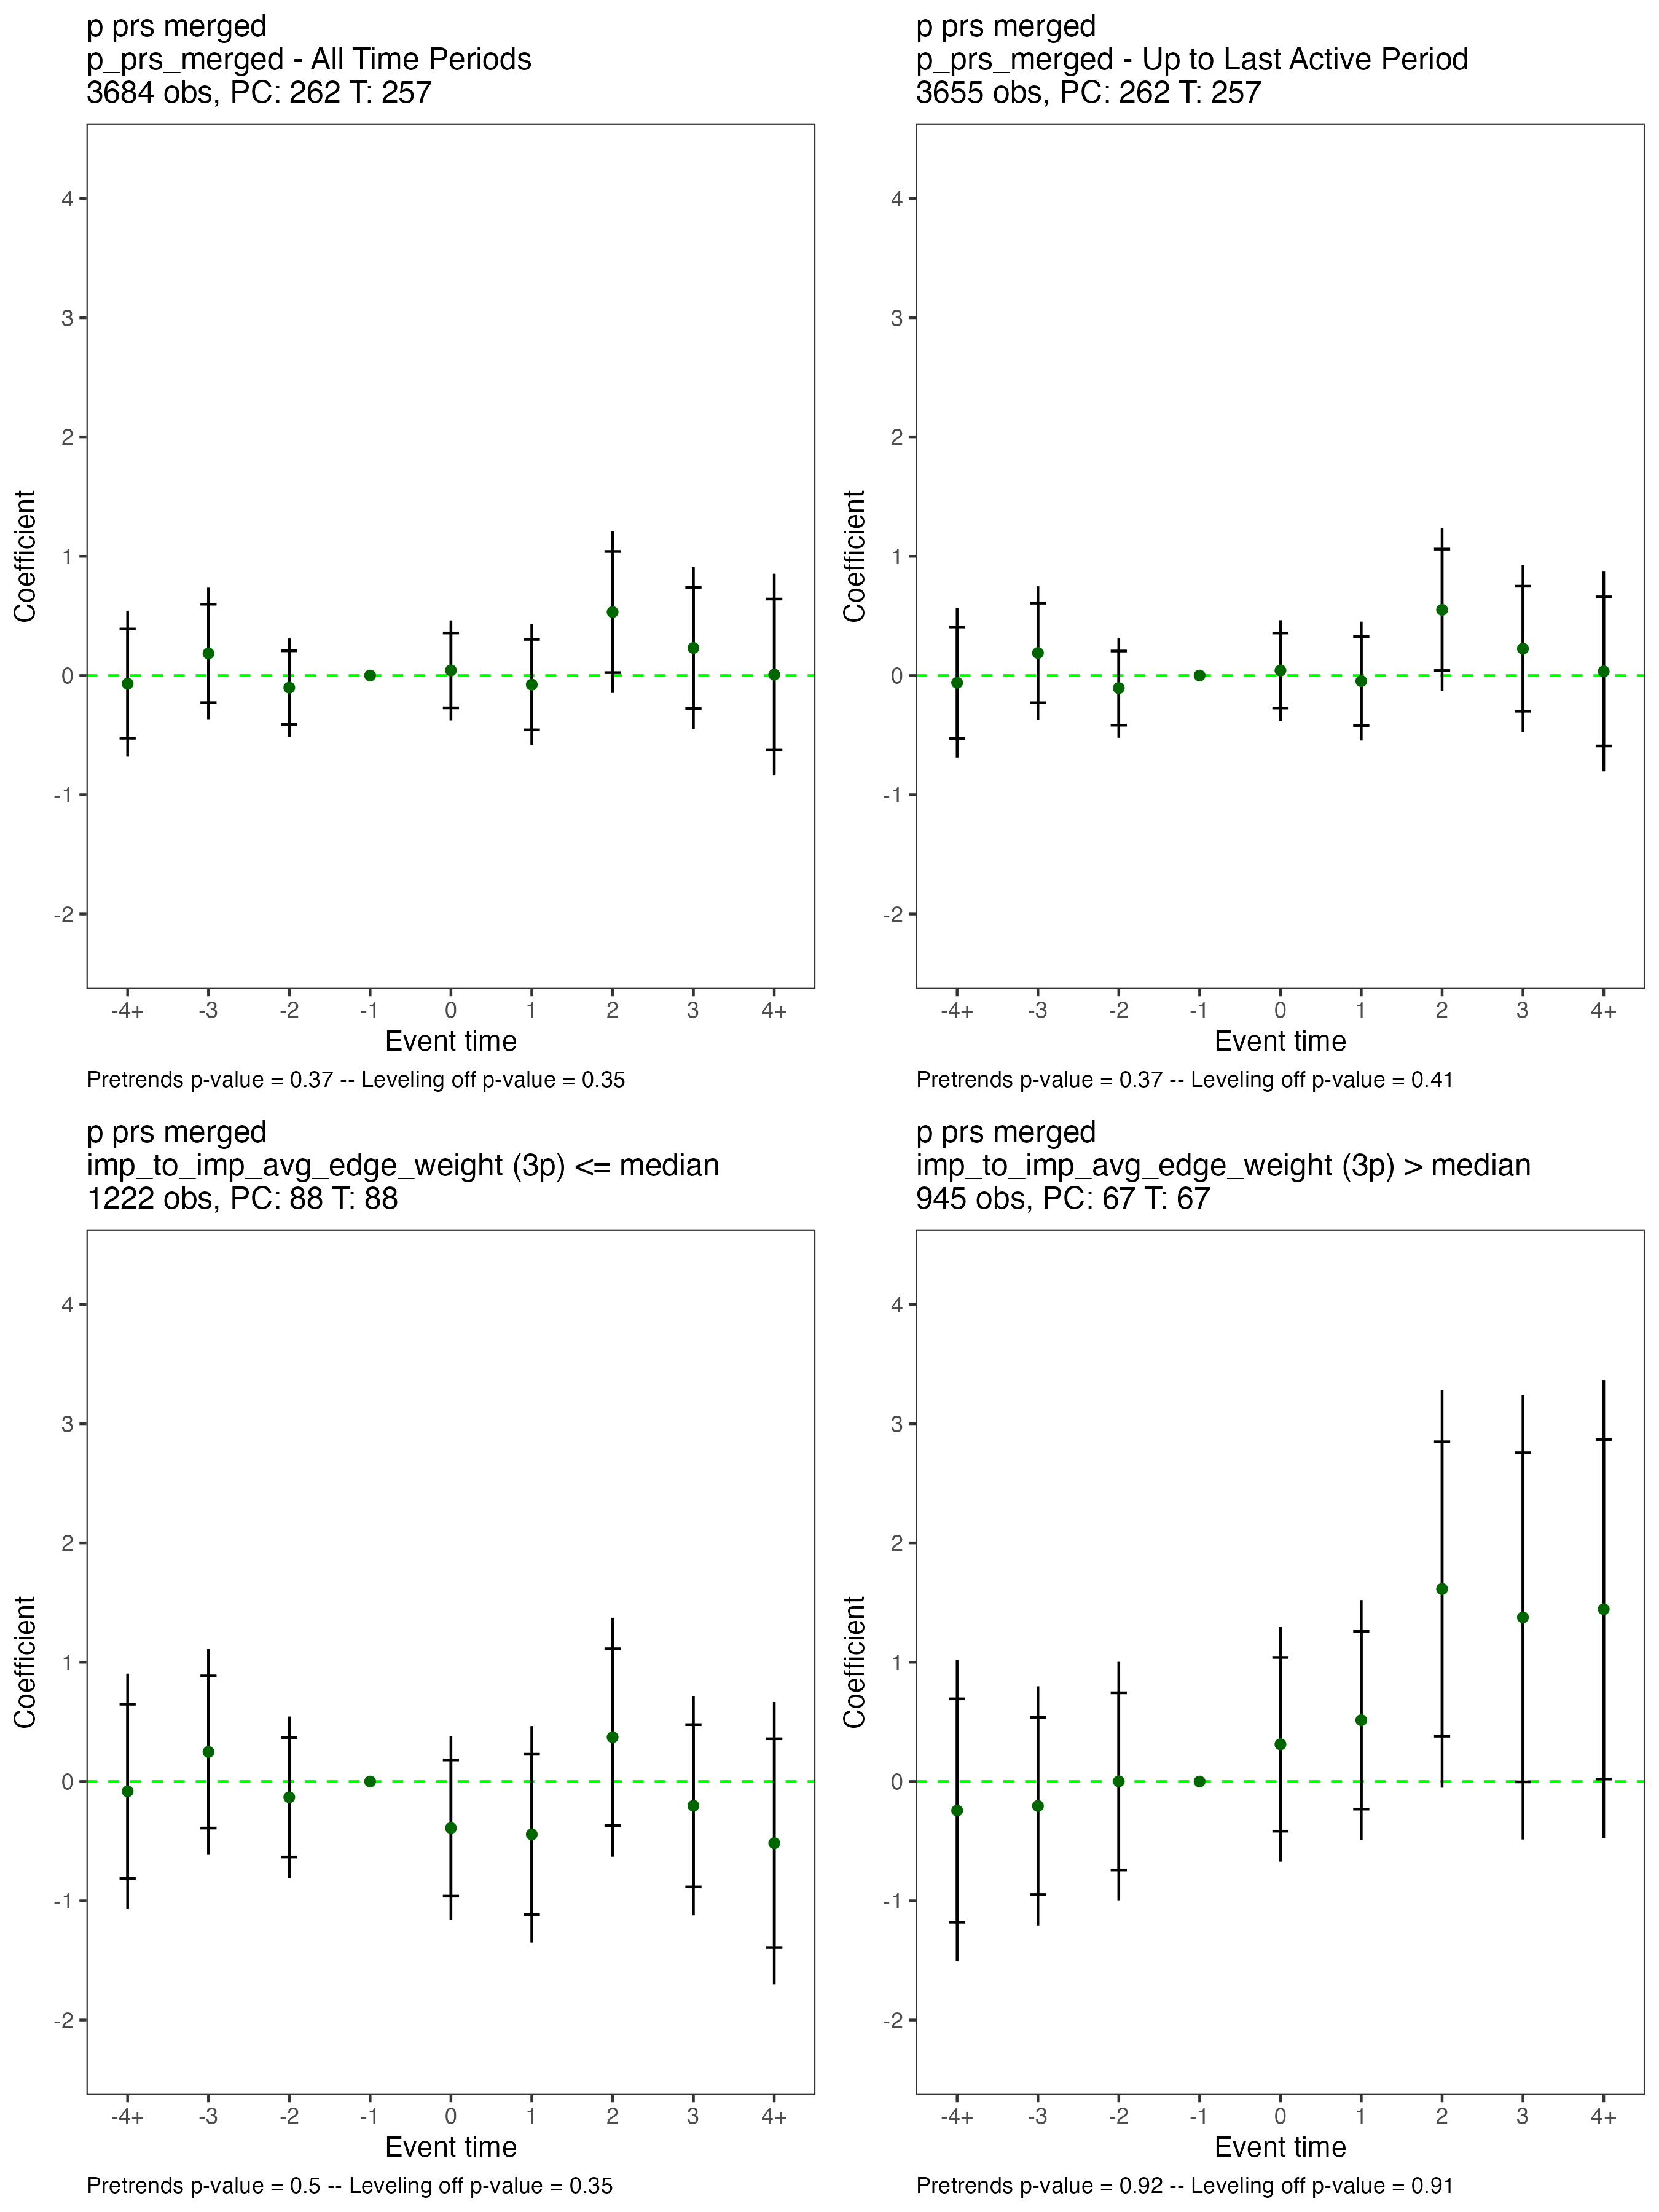 p prs merged
p_prs_merged - All Time Periods
3684 obs, PC: 262 T: 257
4
3
2
1
0
-1
-2
Coefficient
-4+ -3 -2 -1 0 1 2 3 4+
Event time
Pretrends p-value = 0.37 -- Leveling off p-value = 0.35
p prs merged
p_prs_merged - Up to Last Active Period
3655 obs, PC: 262 T: 257
4
3
2
1
0
-1
-2
Coefficient
-4+ -3 -2 -1 0 1 2 3 4+
Event time
Pretrends p-value = 0.37 -- Leveling off p-value = 0.41
p prs merged
imp_to_imp_avg_edge_weight (3p) <= median
1222 obs, PC: 88 T: 88
4
3
2
1
0
-1
-2
Coefficient
-4+ -3 -2 -1 0 1 2 3 4+
Event time
Pretrends p-value = 0.5 -- Leveling off p-value = 0.35
p prs merged
imp_to_imp_avg_edge_weight (3p) > median
945 obs, PC: 67 T: 67
4
3
2
1
0
-1
-2
Coefficient
-4+ -3 -2 -1 0 1 2 3 4+
Event time
Pretrends p-value = 0.92 -- Leveling off p-value = 0.91